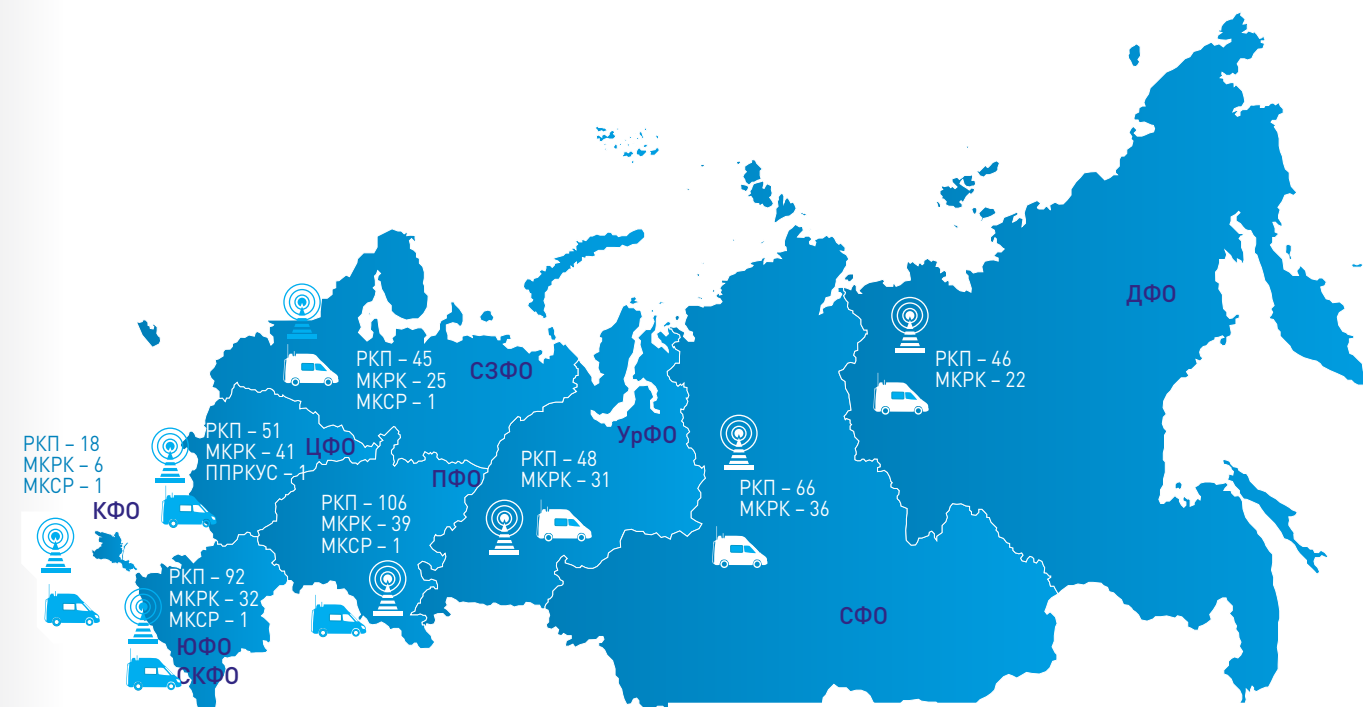 ДФО
РКП – 46
МКРК – 22
РКП – 45
МКРК – 25
МКСР – 1
СЗФО
РКП – 51
МКРК – 41
ППРКУС – 1
ЦФО
УрФО
РКП – 18
МКРК – 6
МКСР – 1
КФО
ПФО
РКП – 48
МКРК – 31
РКП – 66
МКРК – 36
РКП – 106
МКРК – 39
МКСР – 1
РКП – 92
МКРК – 32
МКСР – 1
ЮФО
СКФО
СФО